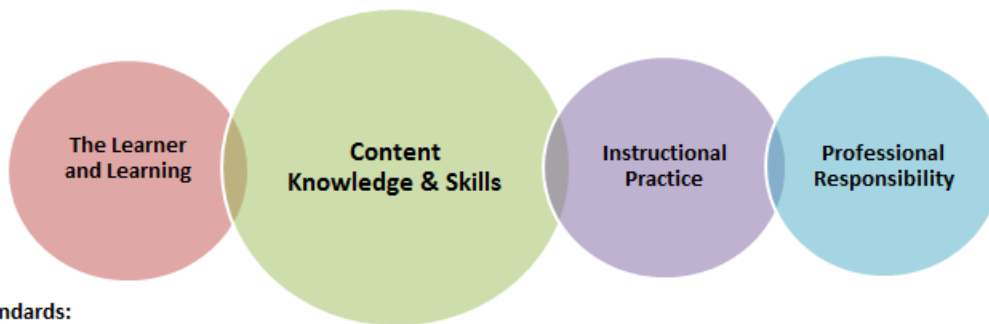 The Learner
and Learning
Content
Knowledge & Skills
Instructional
Practice
Professional
Responsibility
ndards: